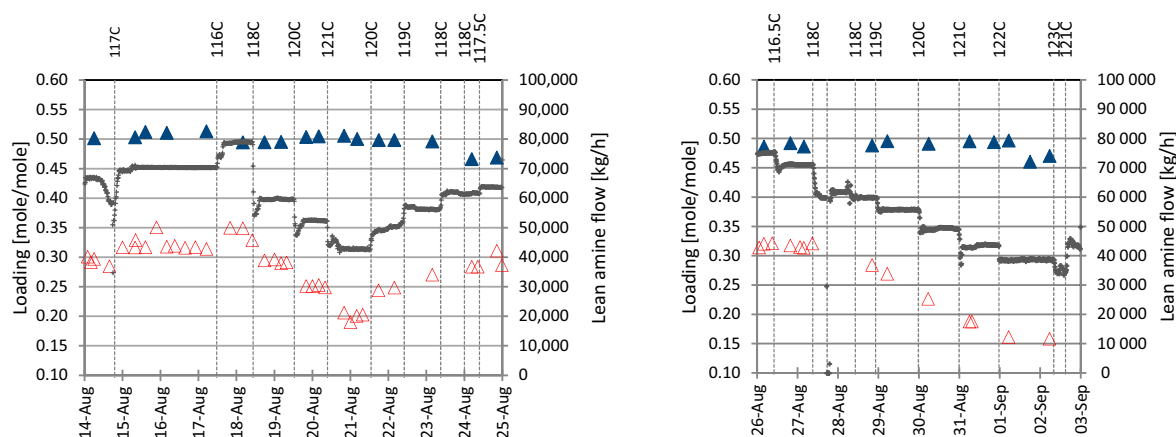 117C
116C
118C
120C
121C
120C
119C
118C
118C
117.5C
0.60
0.55
0.50
0.45
0.40
0.35
0.30
0.25
0.20
0.15
0.10
Loading [mole/mole]
100,000
90,000
80,000
70,000
60,000
50,000
40,000
30,000
20,000
10,000
0
Lean amine flow [kg/h]
14-Aug
15-Aug
16-Aug
17-Aug
18-Aug
19-Aug
20-Aug
21-Aug
22-Aug
23-Aug
24-Aug
25-Aug
116.5C
118C
118C
119C
120C
121C
122C
123C
121C
0.60
0.55
0.50
0.45
0.40
0.35
0.30
0.25
0.20
0.15
0.10
Loading [mole/mole]
100 000
90 000
80 000
70 000
60 000
50 000
40 000
30 000
20 000
10 000
0
Lean amine flow [kg/h]
26-Aug
27-Aug
28-Aug
29-Aug
30-Aug
31-Aug
01-Sep
02-Sep
03-Sep